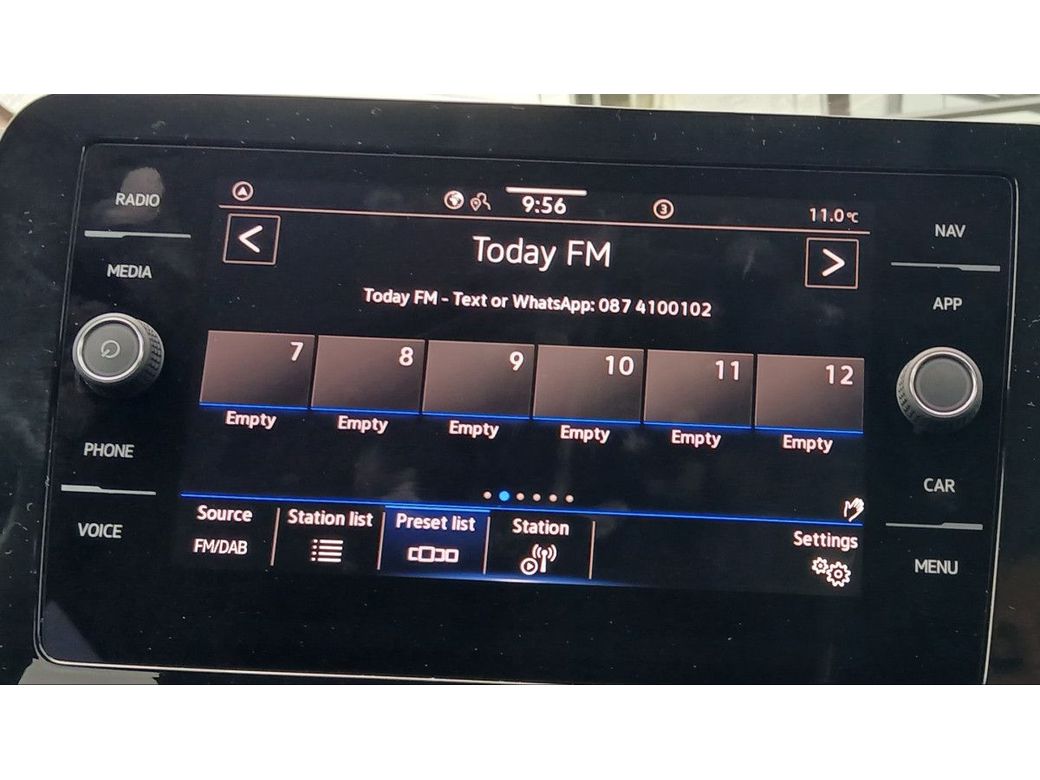 RADIO
MEDIA
PHONE
VOICE
9:56
3
11.0°C
<
Today FM
>
Today FM - Text or WhatsApp: 087 4100102
7 8 9 10 11 12
Empty Empty Empty Empty Empty Empty
Source Station list Preset list Station Settings
FM/DAB
NAV
APP
CAR
MENU